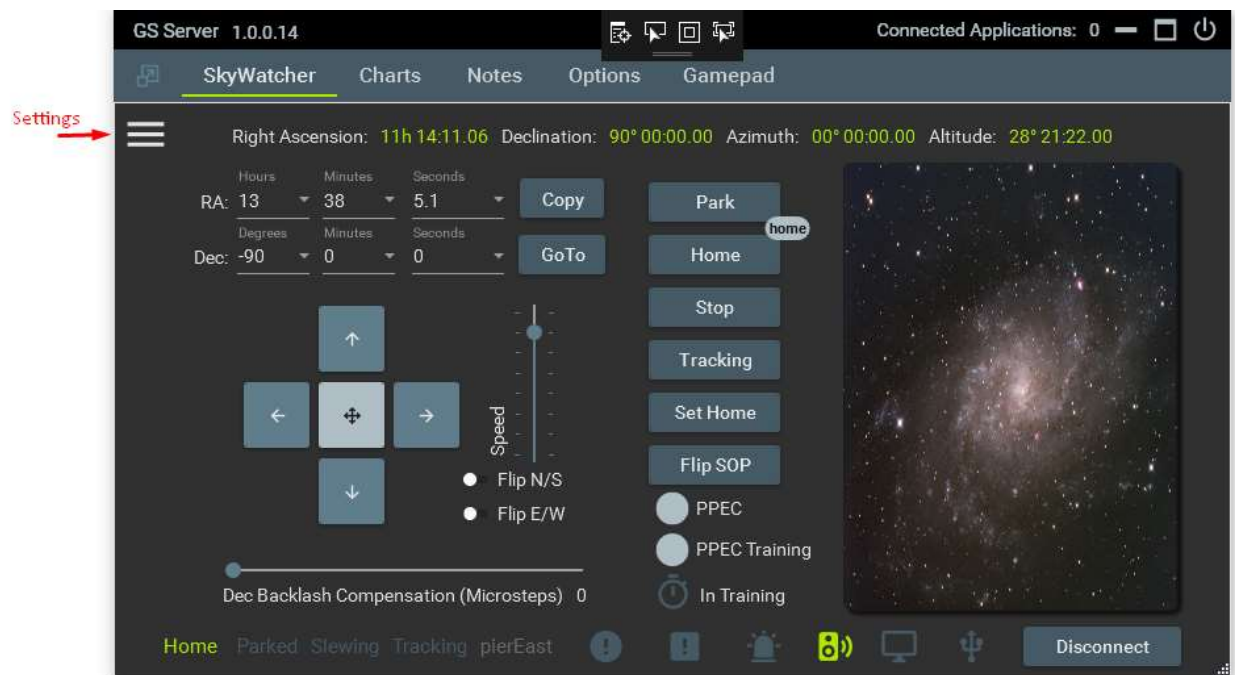 GS Server 1.0.0.14 Connected Applications: 0
SkyWatcher Charts Notes Options Gamepad
Settings
Right Ascension: 11h 14:11.06 Declination: 90° 00:00.00 Azimuth: 00° 00:00.00 Altitude: 28° 21:22.00
Hours Minutes Seconds
RA: 13 38 5.1 Copy Park
home
Degrees Minutes Seconds
Dec: -90 0 0 GoTo Home
Stop
Tracking
Speed
Set Home
Flip SOP
Flip N/S
PPEC
Flip E/W
PPEC Training
Dec Backlash Compensation (Microsteps) 0 In Training
Home Parked Slewing Tracking pierEast Disconnect